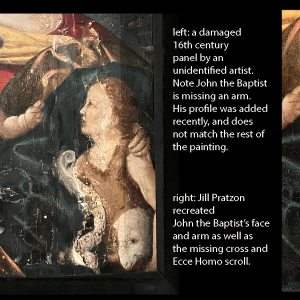 left: a damaged
16th century
panel by an
unidentified artist.
Note John the Baptist
is missing an arm.
His profile was added
recently, and does
not match the rest of
the painting.
right: Jill Pratzon
recreated
John the Baptist's face
and arm as well as
the missing cross and
Ecce Homo scroll.